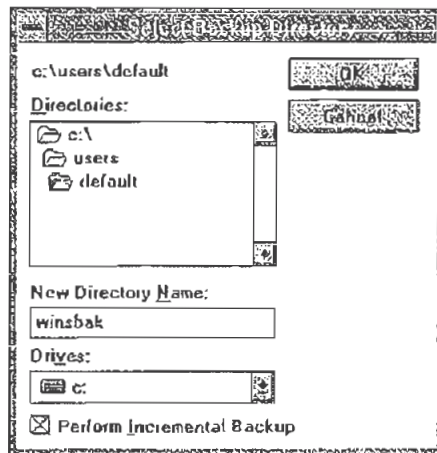 Select Backup Directory
c:\users\default
OK
Directories:
Cancel
c:\
users
default
New Directory Name:
winsbak
Drives:
c:
Perform Incremental Backup